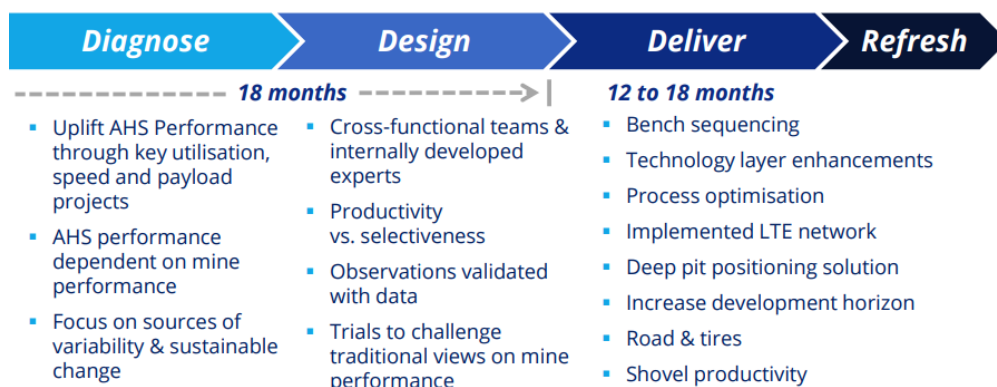 Diagnose
Design
Deliver
Refresh
18 months
12 to 18 months
▪ Uplift AHS Performance
through key utilisation,
speed and payload
projects
▪ AHS performance
dependent on mine
performance
▪ Focus on sources of
variability & sustainable
change
▪ Cross-functional teams &
internally developed
experts
▪ Productivity
vs. selectiveness
▪ Observations validated
with data
▪ Trials to challenge
traditional views on mine
performance
▪ Bench sequencing
▪ Technology layer enhancements
▪ Process optimisation
▪ Implemented LTE network
▪ Deep pit positioning solution
▪ Increase development horizon
▪ Road & tires
▪ Shovel productivity